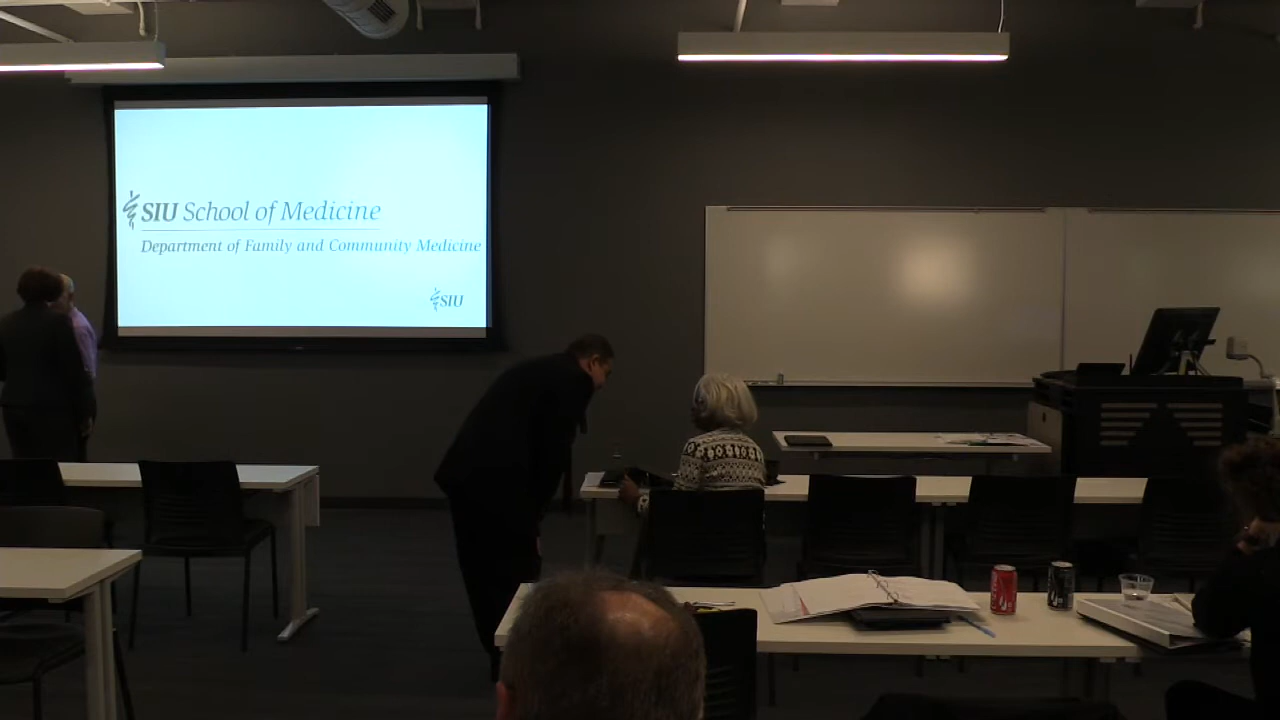 SIU School of Medicine
Department of Family and Community Medicine
SIU